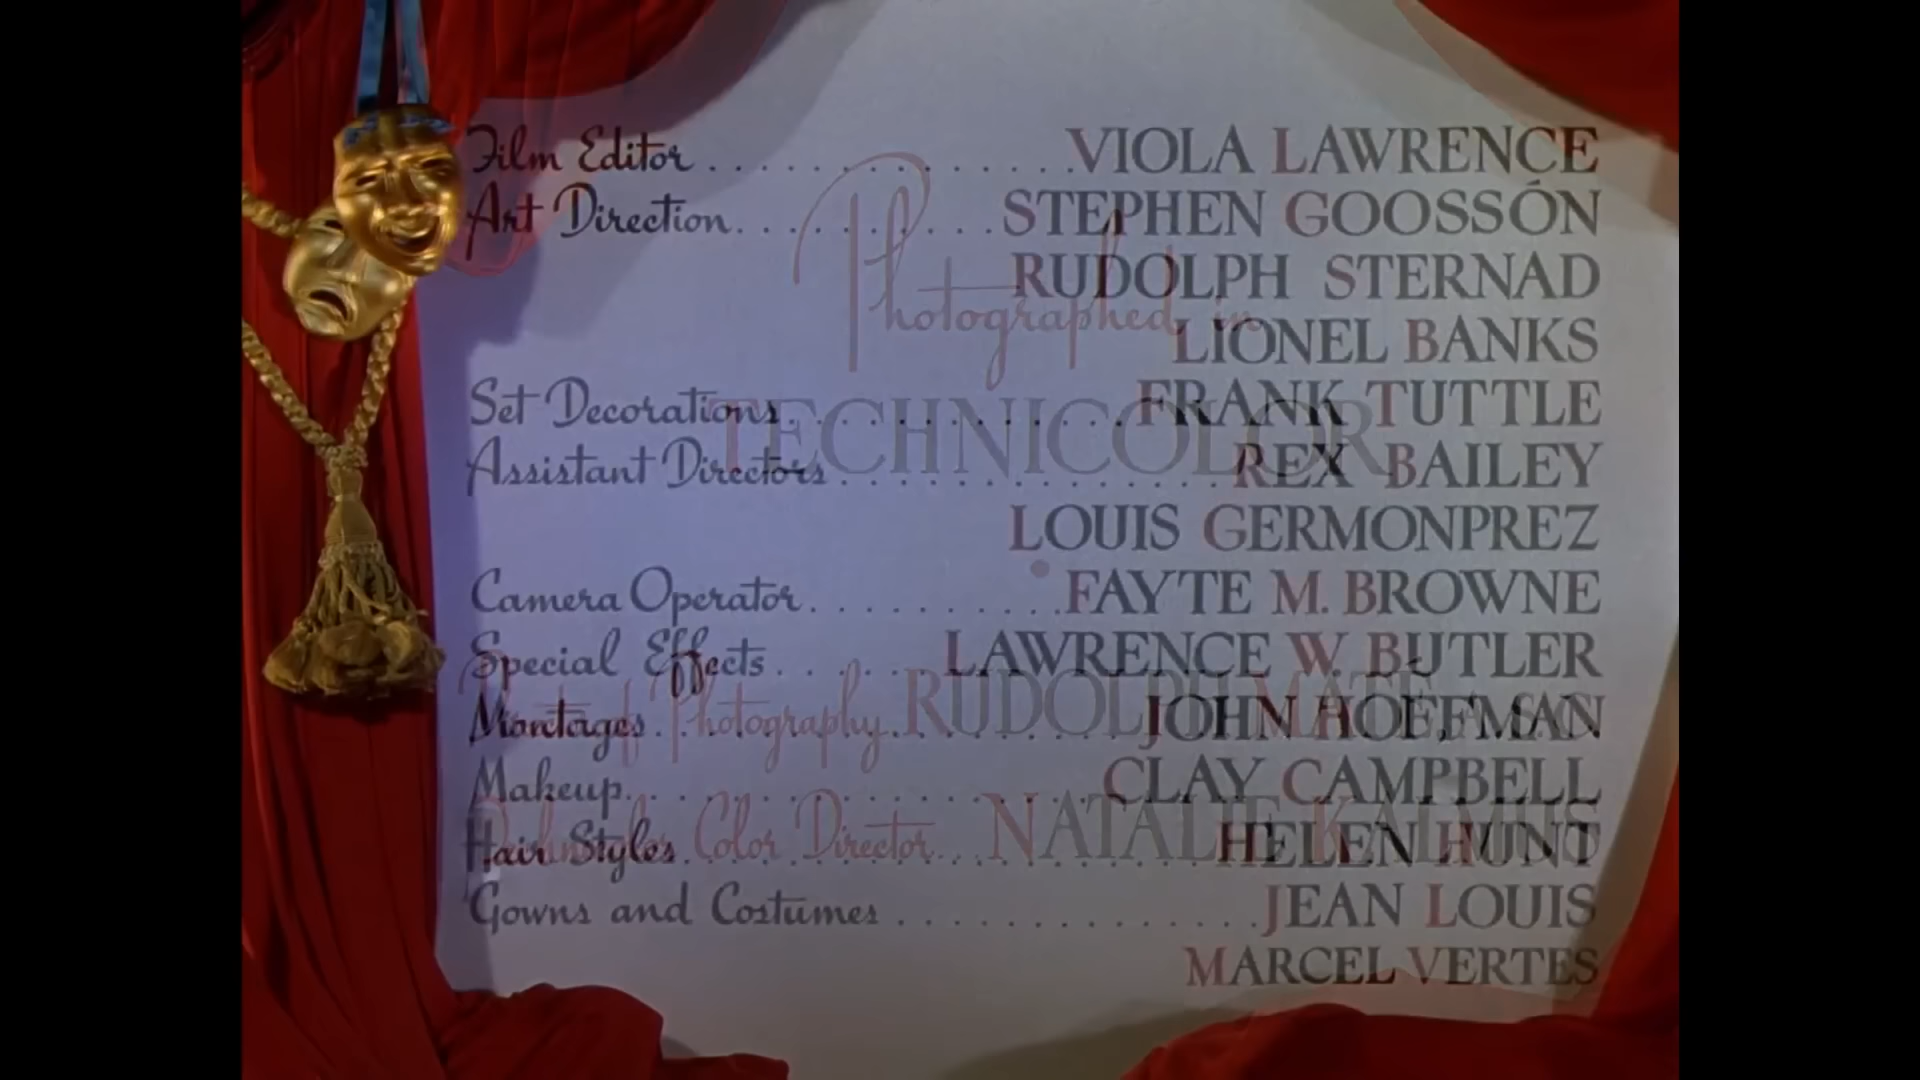 Film Editor . . . . . . . . . . . . . . VIOLA LAWRENCE
Art Direction . . . . . . . . . . STEPHEN GOOSSÓN
RUDOLPH STERNAD
LIONEL BANKS
Set Decorations . . . . . . . . . . . . . FRANK TUTTLE
Assistant Directors . . . . . . . . . . . . . . REX BAILEY
LOUIS GERMONPREZ
Camera Operator . . . . . . . . . . FAYTE M. BROWNE
Special Effects . . . . . . LAWRENCE W. BUTLER
Montages . . . . . . . . . . . . . . . . . JOHN HOFFMAN
Makeup . . . . . . . . . . . . . . . . . CLAY CAMPBELL
Hair Styles . . . . . . . . . . . . . . . . . HELEN HUNT
Gowns and Costumes . . . . . . . . . . . . . JEAN LOUIS
MARCEL VERTES
Photographed in
TECHNICOLOR
of Photography RUDOLPH MATÉ, A.S.C.
Technicolor Color Director . . . NATALIE KALMUS